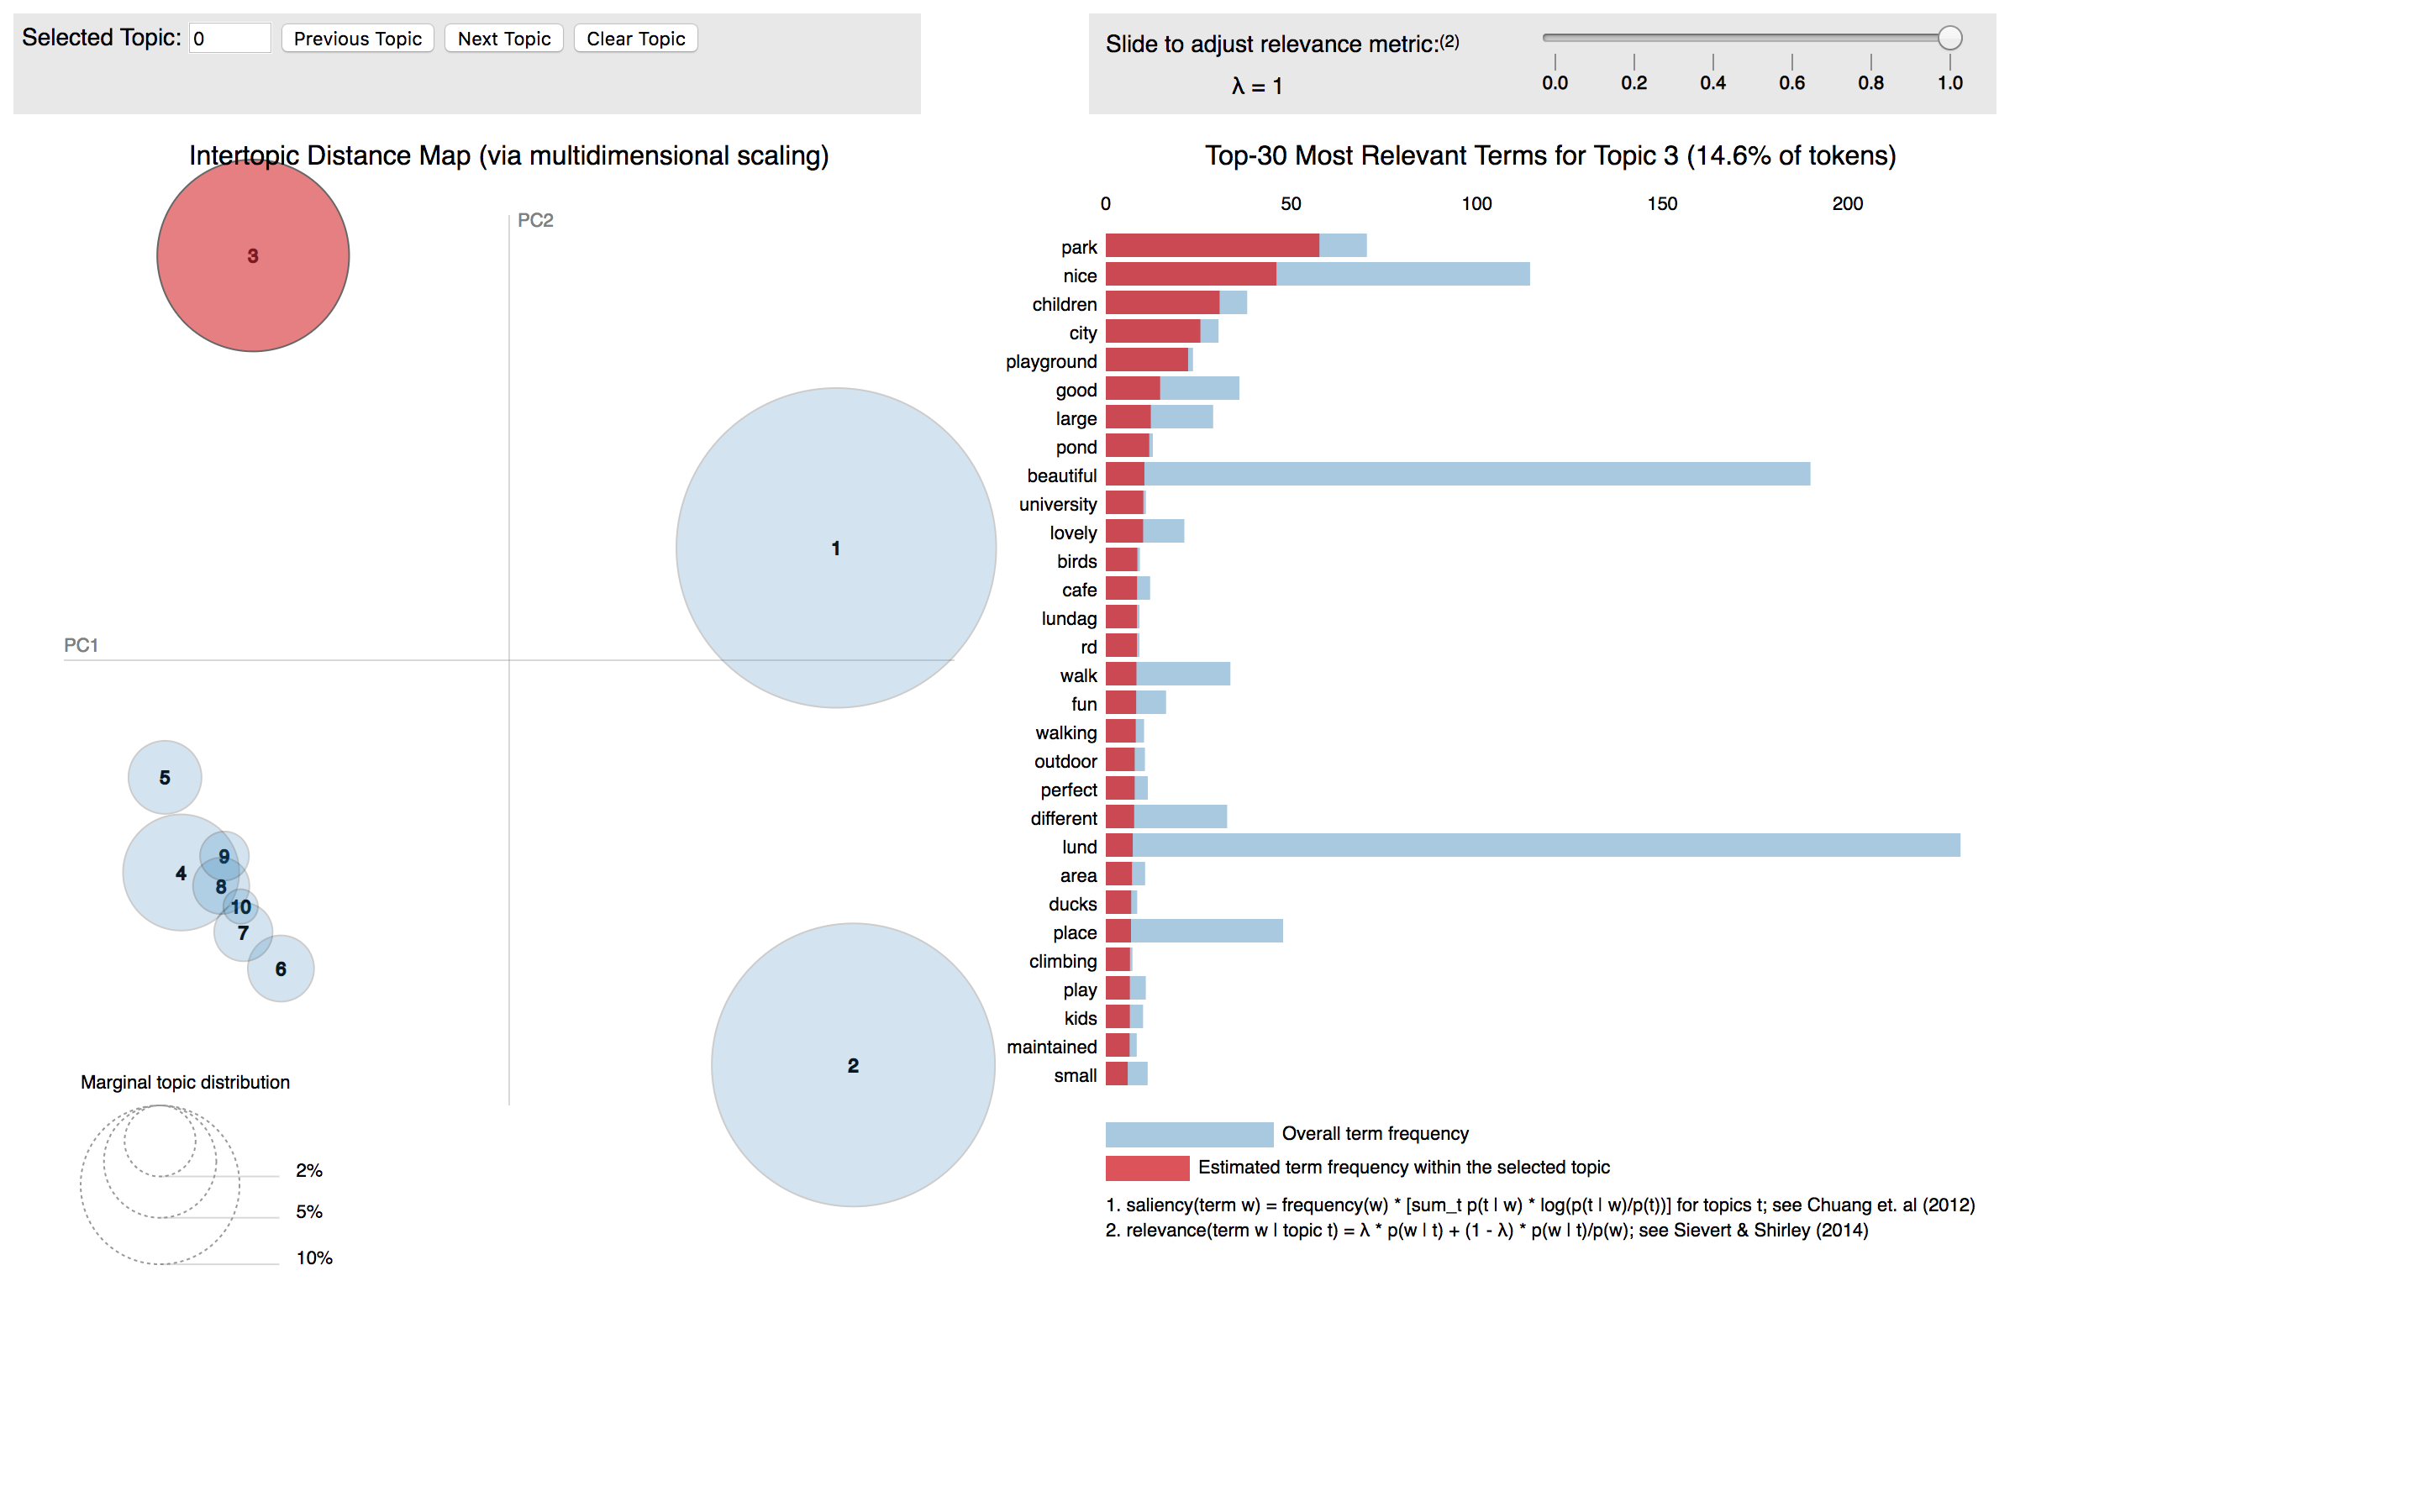 Selected Topic: 0 Previous Topic Next Topic Clear Topic
Slide to adjust relevance metric:(2)
λ = 1
0.0 0.2 0.4 0.6 0.8 1.0
Intertopic Distance Map (via multidimensional scaling)
PC2
PC1
3
1
5
4
9
8
10
7
6
2
Marginal topic distribution
2%
5%
10%
Top-30 Most Relevant Terms for Topic 3 (14.6% of tokens)
0 50 100 150 200
park
nice
children
city
playground
good
large
pond
beautiful
university
lovely
birds
cafe
lundag
rd
walk
fun
walking
outdoor
perfect
different
lund
area
ducks
place
climbing
play
kids
maintained
small
Overall term frequency
Estimated term frequency within the selected topic
1. saliency(term w) = frequency(w) * [sum_t p(t | w) * log(p(t | w)/p(t))] for topics t; see Chuang et. al (2012)
2. relevance(term w | topic t) = λ * p(w | t) + (1 - λ) * p(w | t)/p(w); see Sievert & Shirley (2014)